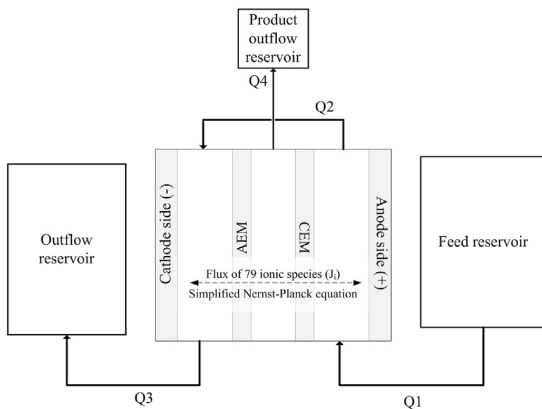 Product
outflow
reservoir
Q4
Q2
Cathode side (-)
AEM
CEM
Anode side (+)
Outflow
reservoir
Feed reservoir
Flux of 79 ionic species (Jᵢ)
Simplified Nernst-Planck equation
Q3
Q1